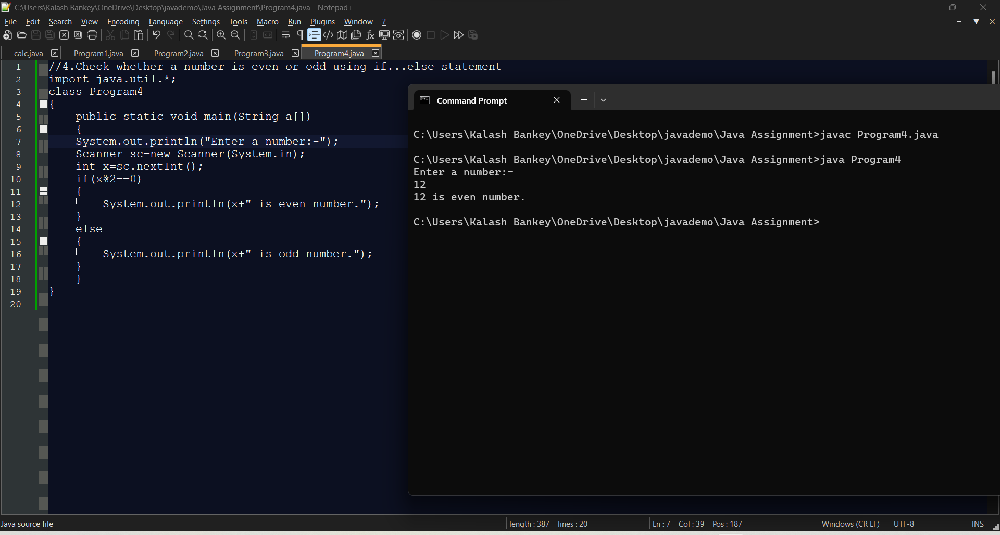 C:\Users\Kalash Bankey\OneDrive\Desktop\javademo\Java Assignment\Program4.java - Notepad++
File Edit Search View Encoding Language Settings Tools Macro Run Plugins Window ?
calc.java Program1.java Program2.java Program3.java Program4.java
1 //4.Check whether a number is even or odd using if...else statement
2 import java.util.*;
3 class Program4
4 {
5 public static void main(String a[])
6 {
7 System.out.println("Enter a number:-");
8 Scanner sc=new Scanner(System.in);
9 int x=sc.nextInt();
10 if(x%2==0)
11 {
12 System.out.println(x+" is even number.");
13 }
14 else
15 {
16 System.out.println(x+" is odd number.");
17 }
18 }
19 }
20
Command Prompt
C:\Users\Kalash Bankey\OneDrive\Desktop\javademo\Java Assignment>javac Program4.java
C:\Users\Kalash Bankey\OneDrive\Desktop\javademo\Java Assignment>java Program4
Enter a number:-
12
12 is even number.
C:\Users\Kalash Bankey\OneDrive\Desktop\javademo\Java Assignment>
Java source file length : 387 lines : 20 Ln : 7 Col : 39 Pos : 187 Windows (CR LF) UTF-8 INS